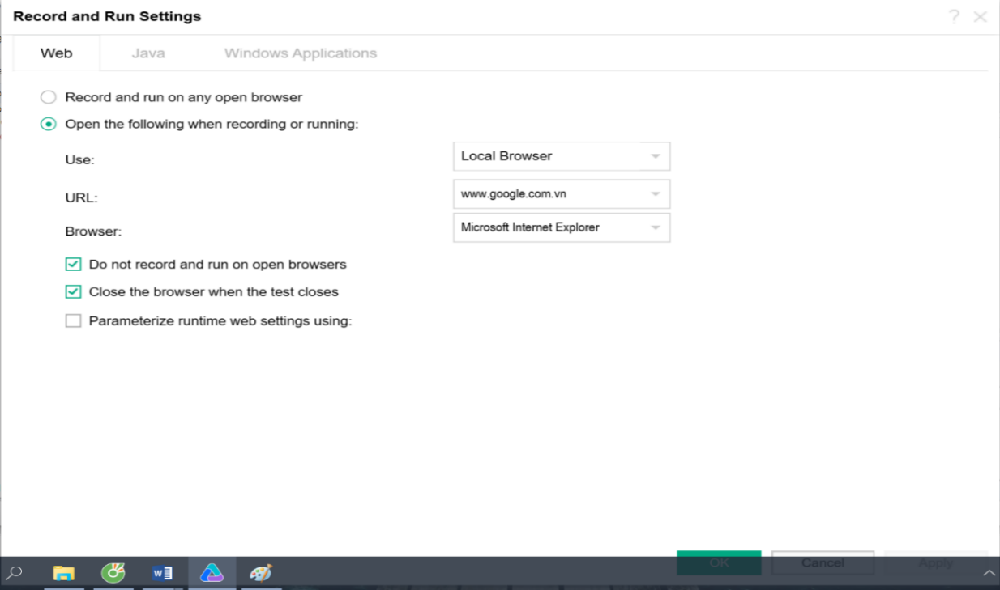 Record and Run Settings
Web Java Windows Applications
Record and run on any open browser
Open the following when recording or running:
Use: Local Browser
URL: www.google.com.vn
Browser: Microsoft Internet Explorer
Do not record and run on open browsers
Close the browser when the test closes
Parameterize runtime web settings using:
OK Cancel Apply